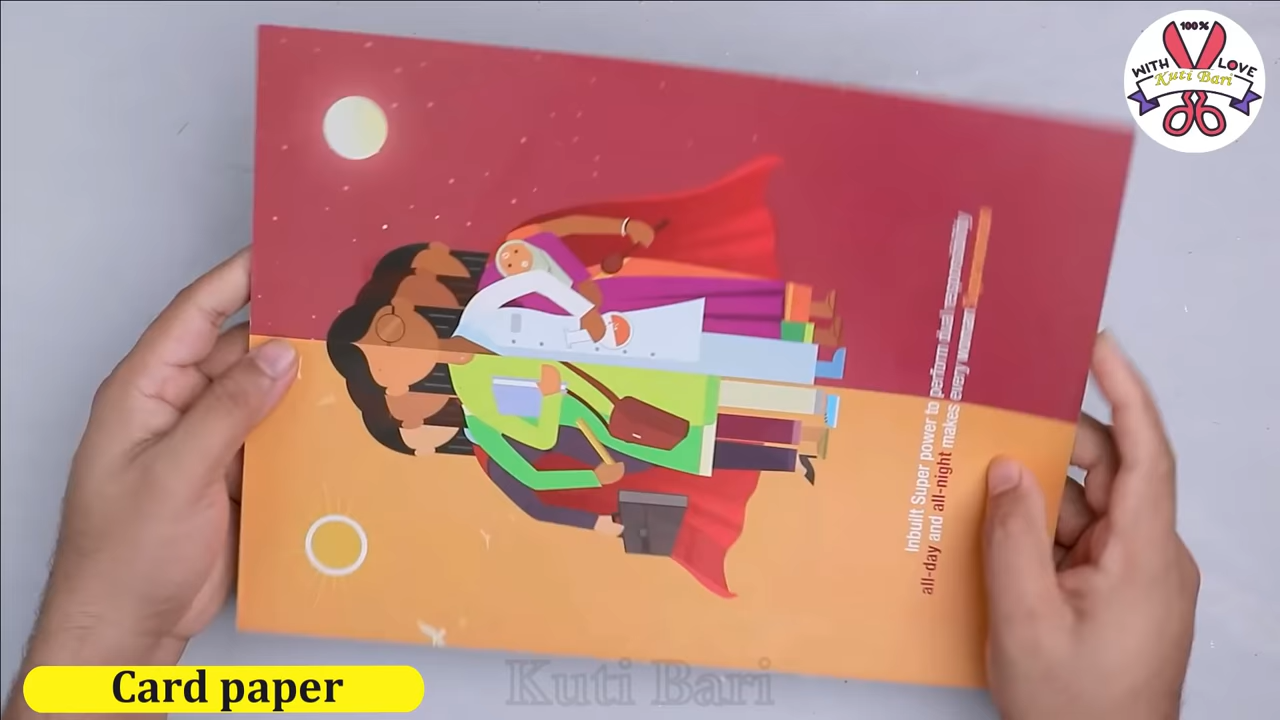 100%
WITH LOVE
Kuti Bari
Inbuilt Super power to perform
all-day and all-night makes every
Card paper
Kuti Bari